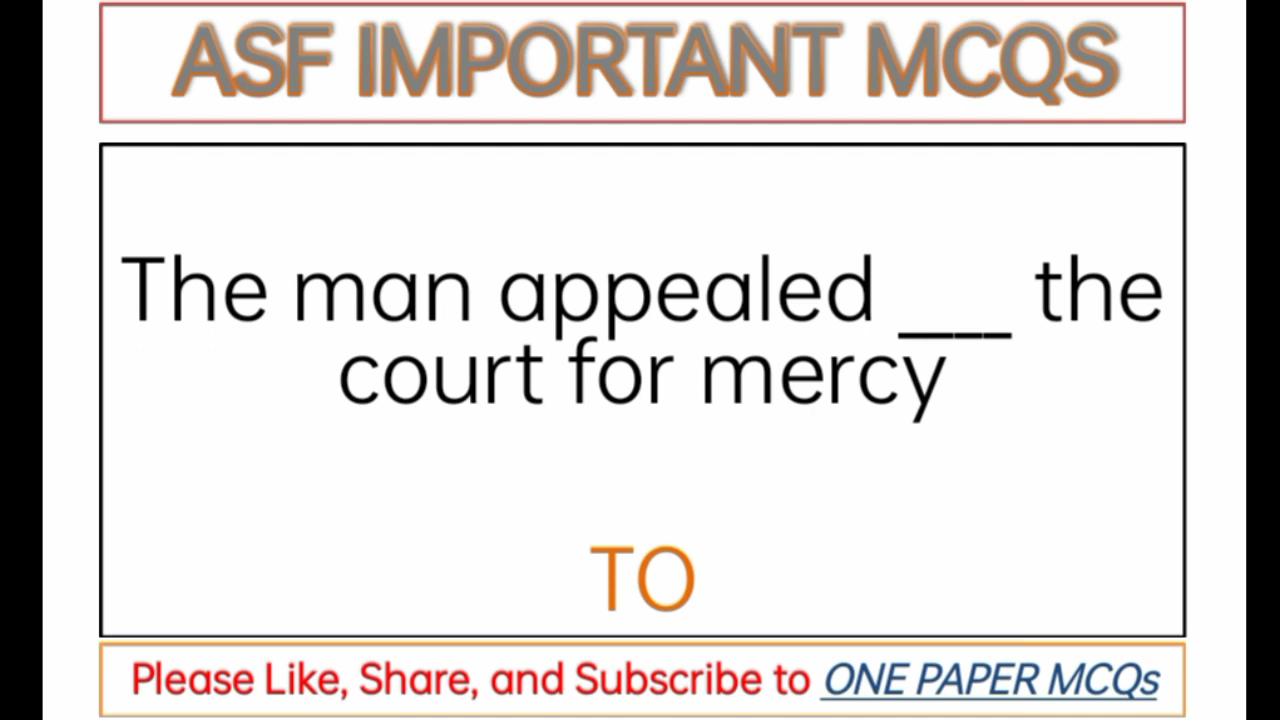 ASF IMPORTANT MCQS
The man appealed ___ the
court for mercy
TO
Please Like, Share, and Subscribe to ONE PAPER MCQs